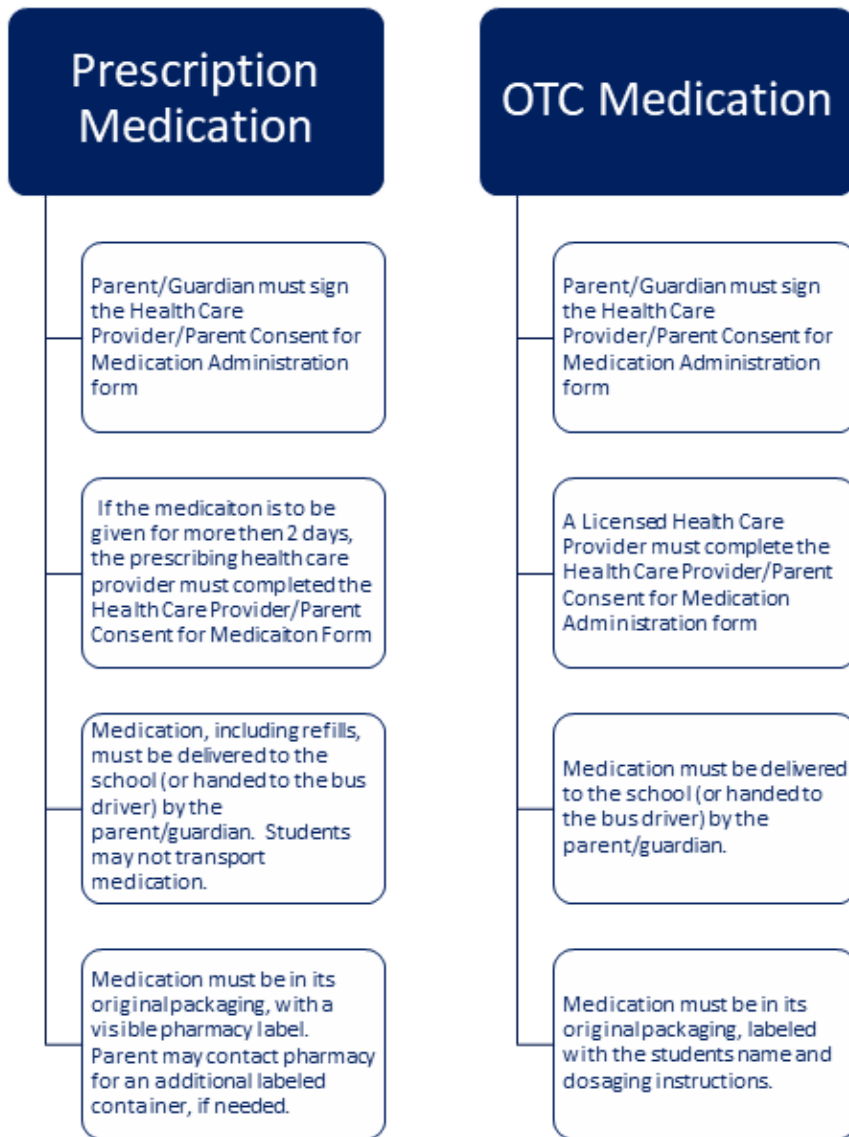 Prescription
Medication
Parent/Guardian must sign
the Health Care
Provider/Parent Consent for
Medication Administration
form
If the medicaiton is to be
given for more then 2 days,
the prescribing health care
provider must completed the
Health Care Provider/Parent
Consent for Medicaiton Form
Medication, including refills,
must be delivered to the
school (or handed to the bus
driver) by the
parent/guardian. Students
may not transport
medication.
Medication must be in its
original packaging, with a
visible pharmacy label.
Parent may contact pharmacy
for an additional labeled
container, if needed.
OTC Medication
Parent/Guardian must sign
the Health Care
Provider/Parent Consent for
Medication Administration
form
A Licensed Health Care
Provider must complete the
Health Care Provider/Parent
Consent for Medication
Administration form
Medication must be delivered
to the school (or handed to
the bus driver) by the
parent/guardian.
Medication must be in its
original packaging, labeled
with the students name and
dosaging instructions.